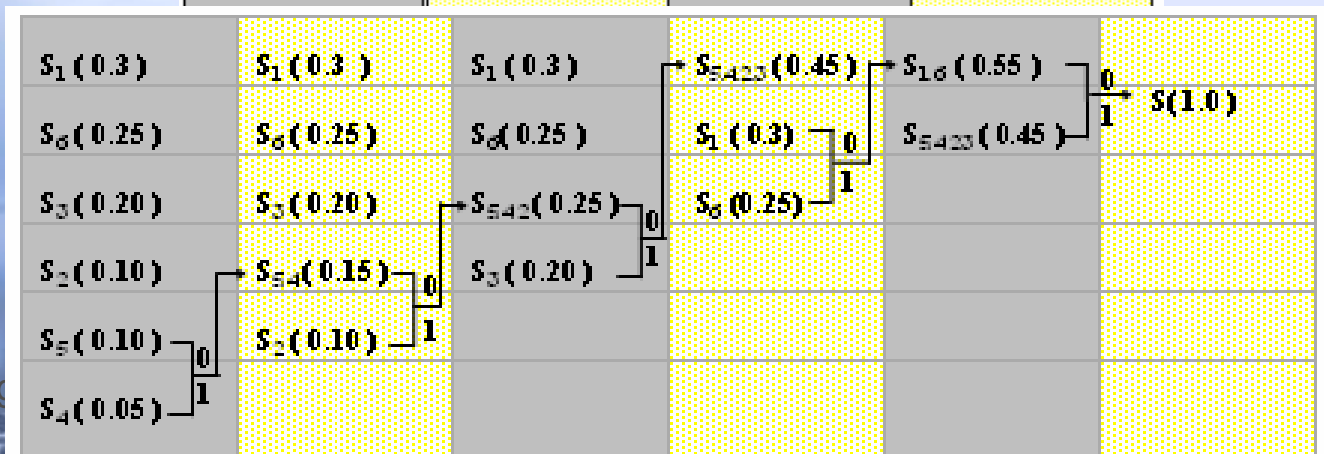 S₁(0.3) S₁(0.3 ) S₁(0.3) S₅₄₂₃(0.45 ) S₁₆(0.55 )
0
1 S(1.0 )
S₆(0.25 ) S₆(0.25 ) S₆(0.25 ) S₁ (0.3) S₅₄₂₃(0.45 )
0
1
S₃(0.20 ) S₃(0.20 ) S₅₄₂(0.25 ) S₆ (0.25)
0
1
S₂(0.10 ) S₅₄(0.15 ) S₃(0.20 )
0
1
S₅(0.10 ) S₂(0.10 )
0
1
S₄(0.05 )